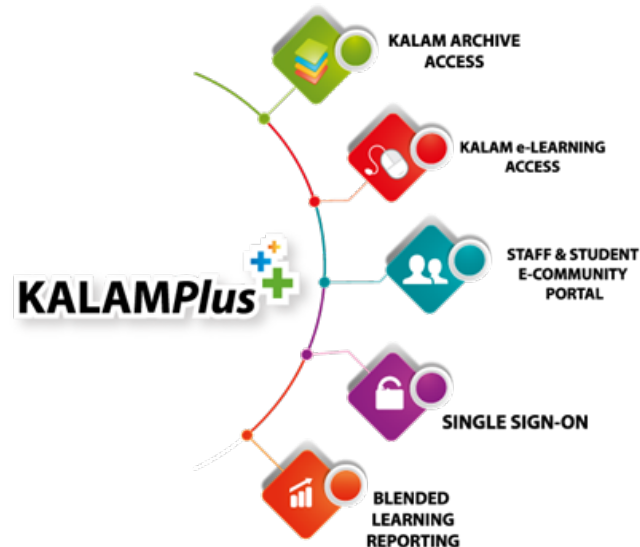 KALAM ARCHIVE
ACCESS
KALAM e-LEARNING
ACCESS
STAFF & STUDENT
E-COMMUNITY
PORTAL
KALAMPlus
SINGLE SIGN-ON
BLENDED
LEARNING
REPORTING